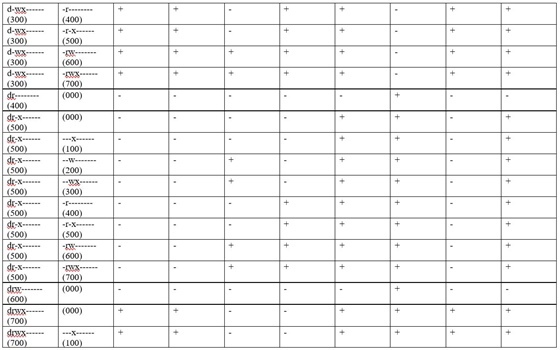 d-wx------ -r-------- + + - + + - + +
(300) (400)
d-wx------ -r-x------ + + - + + - + +
(300) (500)
d-wx------ -rw------- + + + + + - + +
(300) (600)
d-wx------ -rwx------ + + + + + - + +
(300) (700)
dr-------- (000) - - - - - + - -
(400)
dr-x------ (000) - - - - + + - +
(500)
dr-x------ ---x------ - - - - + + - +
(500) (100)
dr-x------ --w------- - - + - + + - +
(500) (200)
dr-x------ --wx------ - - + - + + - +
(500) (300)
dr-x------ -r-------- - - - + + + - +
(500) (400)
dr-x------ -r-x------ - - - + + + - +
(500) (500)
dr-x------ -rw------- - - + + + + - +
(500) (600)
dr-x------ -rwx------ - - + + + + - +
(500) (700)
drw------- (000) - - - - - + - -
(600)
drwx------ (000) + + - - + + + +
(700)
drwx------ ---x------ + + - - + + + +
(700) (100)